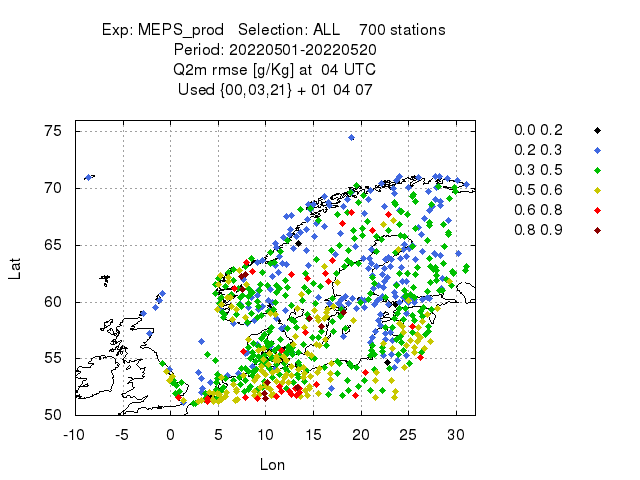 Exp: MEPS_prod Selection: ALL 700 stations
Period: 20220501-20220520
Q2m rmse [g/Kg] at 04 UTC
Used {00,03,21} + 01 04 07
0.0 0.2
0.2 0.3
0.3 0.5
0.5 0.6
0.6 0.8
0.8 0.9
75
70
65
60
55
50
Lat
-10 -5 0 5 10 15 20 25 30
Lon